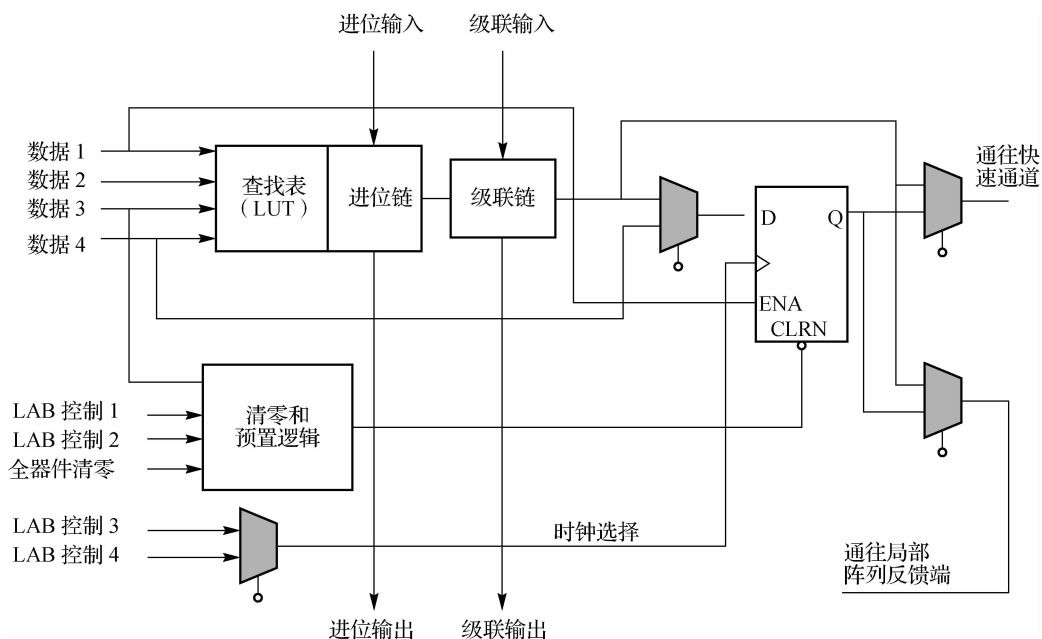 进位输入
级联输入
数据 1
数据 2
数据 3
数据 4
查找表
（LUT）
进位链
级联链
D
Q
ENA
CLRN
通往快
速通道
LAB 控制 1
LAB 控制 2
全器件清零
清零和
预置逻辑
LAB 控制 3
LAB 控制 4
时钟选择
通往局部
阵列反馈端
进位输出
级联输出